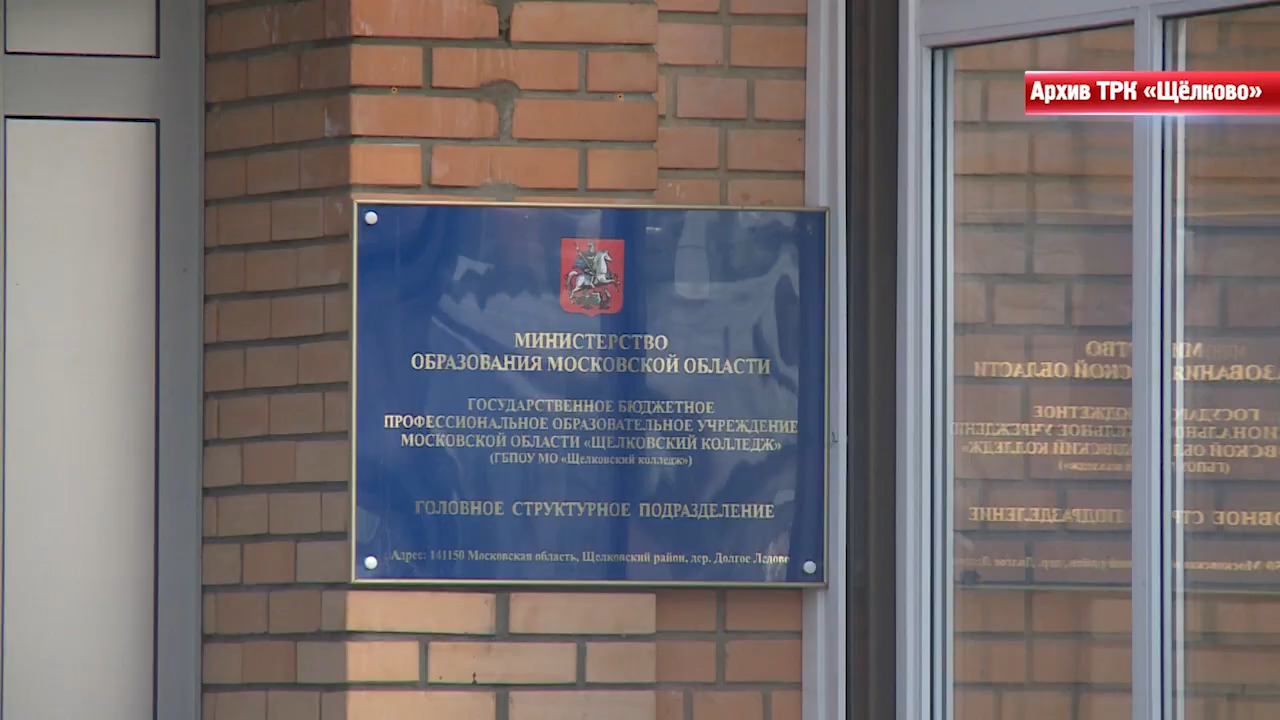 Архив ТРК «Щёлково»
МИНИСТЕРСТВО
ОБРАЗОВАНИЯ МОСКОВСКОЙ ОБЛАСТИ
ГОСУДАРСТВЕННОЕ БЮДЖЕТНОЕ
ПРОФЕССИОНАЛЬНОЕ ОБРАЗОВАТЕЛЬНОЕ УЧРЕЖДЕНИЕ
МОСКОВСКОЙ ОБЛАСТИ «ЩЕЛКОВСКИЙ КОЛЛЕДЖ»
(ГБПОУ МО «Щелковский колледж»)
ГОЛОВНОЕ СТРУКТУРНОЕ ПОДРАЗДЕЛЕНИЕ
Адрес: 141150 Московская область, Щелковский район, дер. Долгое Ледово